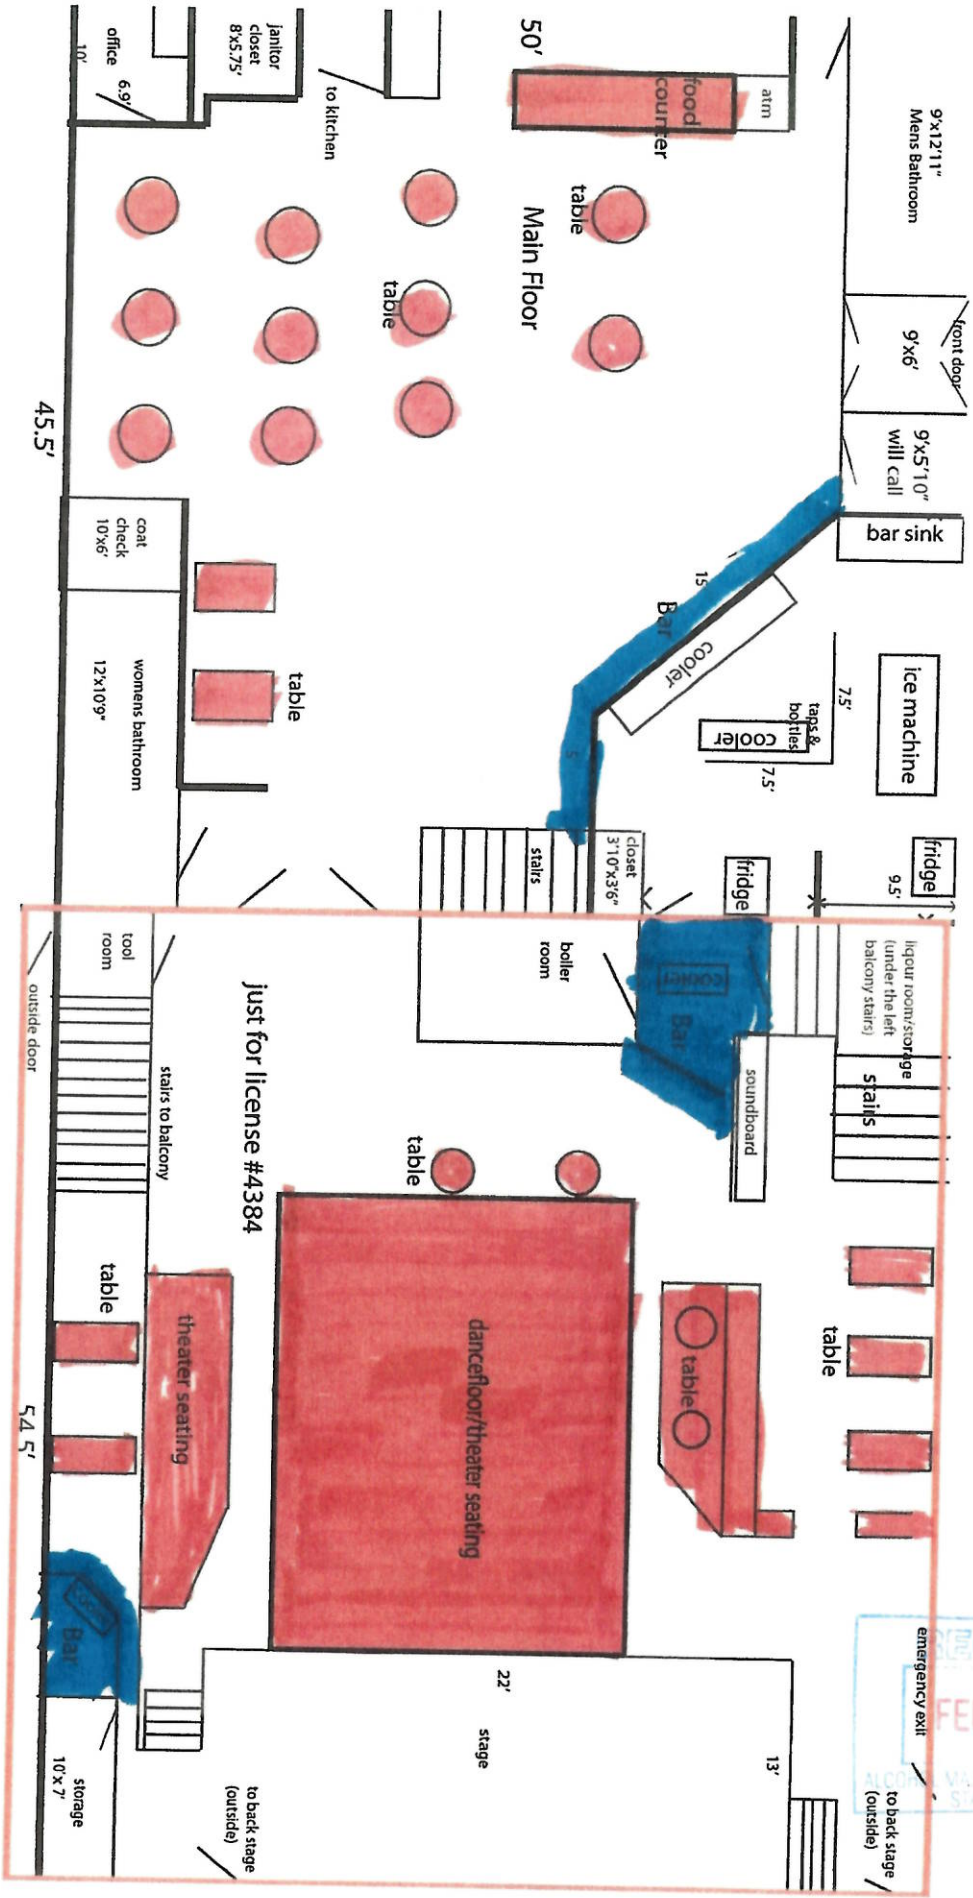 9'x12'11"
Mens Bathroom
front door
9'x6'
9'x5'10"
will call
bar sink
ice machine
fridge
9.5'
liqour room/storage
(under the left
balcony stairs)
stairs
table
emergency exit
to back stage
(outside)
ALCOHOL
atm
food
counter
50'
table
Main Floor
15
Bar
cooler
5
7.5'
taps &
bottles
cooler
7.5'
closet
3'10"x3'6"
stairs
fridge
cooler
Bar
soundboard
boiler
room
table
table
dancefloor/theater seating
22'
stage
13'
janitor
closet
8'x5.75'
to kitchen
table
table
just for license #4384
office
10'
6.9'
45.5'
coat
check
10'x6'
womens bathroom
12'x10'9"
tool
room
outside door
stairs to balcony
table
theater seating
54.5'
Bar
storage
10'x 7'
to back stage
(outside)